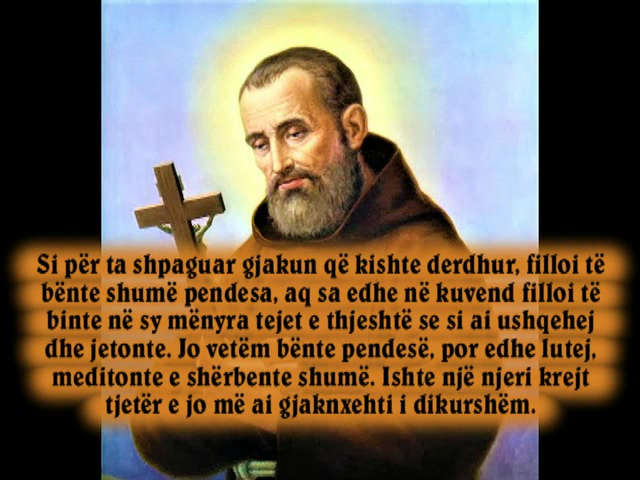 Si për ta shpaguar gjakun që kishte derdhur, filloi të
bënte shumë pendesa, aq sa edhe në kuvend filloi të
binte në sy mënyra tejet e thjeshtë se si ai ushqehej
dhe jetonte. Jo vetëm bënte pendesë, por edhe lutej,
meditonte e shërbente shumë. Ishte një njeri krejt
tjetër e jo më ai gjaknxehti i dikurshëm.